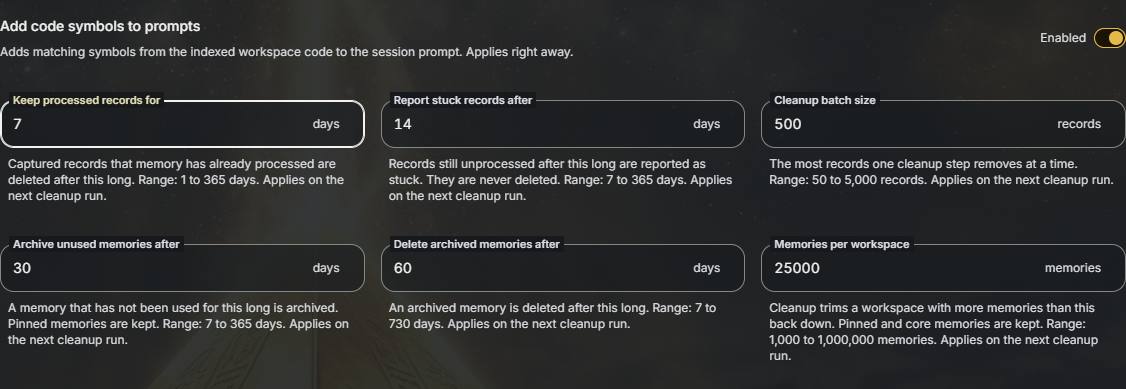 Add code symbols to prompts
Adds matching symbols from the indexed workspace code to the session prompt. Applies right away.
Enabled
Keep processed records for
7 days
Captured records that memory has already processed are
deleted after this long. Range: 1 to 365 days. Applies on the
next cleanup run.
Report stuck records after
14 days
Records still unprocessed after this long are reported as
stuck. They are never deleted. Range: 7 to 365 days. Applies
on the next cleanup run.
Cleanup batch size
500 records
The most records one cleanup step removes at a time.
Range: 50 to 5,000 records. Applies on the next cleanup run.
Archive unused memories after
30 days
A memory that has not been used for this long is archived.
Pinned memories are kept. Range: 7 to 365 days. Applies on
the next cleanup run.
Delete archived memories after
60 days
An archived memory is deleted after this long. Range: 7 to
730 days. Applies on the next cleanup run.
Memories per workspace
25000 memories
Cleanup trims a workspace with more memories than this
back down. Pinned and core memories are kept. Range:
1,000 to 1,000,000 memories. Applies on the next cleanup
run.